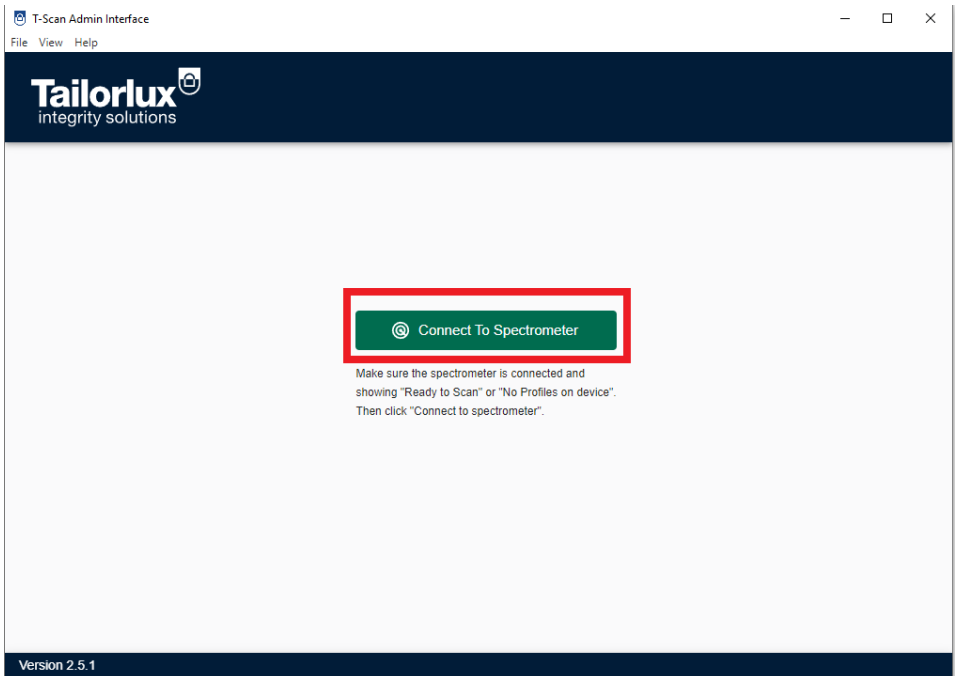 T-Scan Admin Interface
File View Help
Tailorlux
integrity solutions
Connect To Spectrometer
Make sure the spectrometer is connected and
showing "Ready to Scan" or "No Profiles on device".
Then click "Connect to spectrometer".
Version 2.5.1